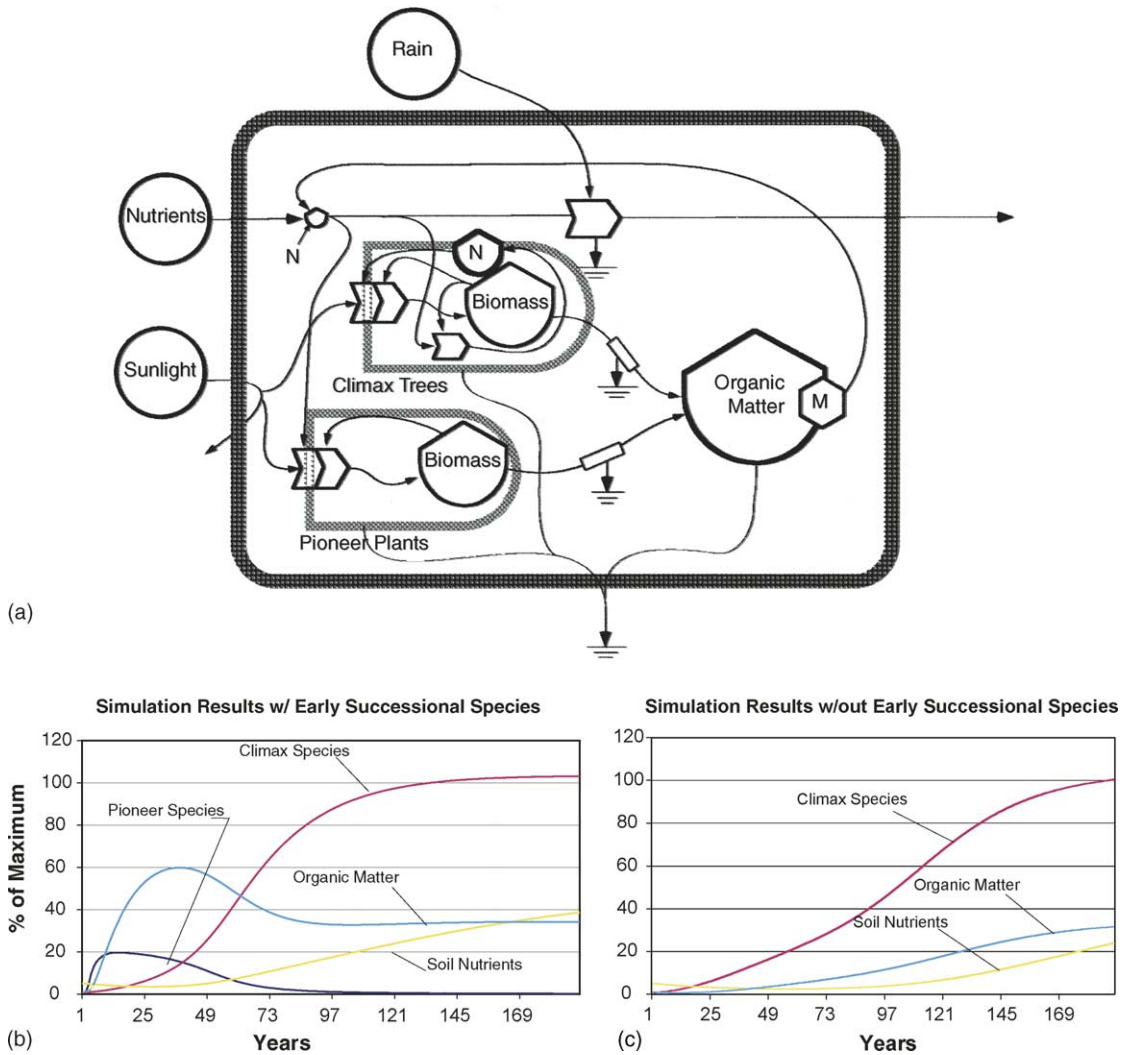 Rain
Nutrients
N
N
Biomass
Sunlight
Climax Trees
Organic
Matter
M
Biomass
Pioneer Plants
(a)
Simulation Results w/ Early Successional Species
120
100
80
60
40
20
0
% of Maximum
Climax Species
Pioneer Species
Organic Matter
Soil Nutrients
1 25 49 73 97 121 145 169
Years
(b)
Simulation Results w/out Early Successional Species
120
100
80
60
40
20
0
Climax Species
Organic Matter
Soil Nutrients
1 25 49 73 97 121 145 169
Years
(c)